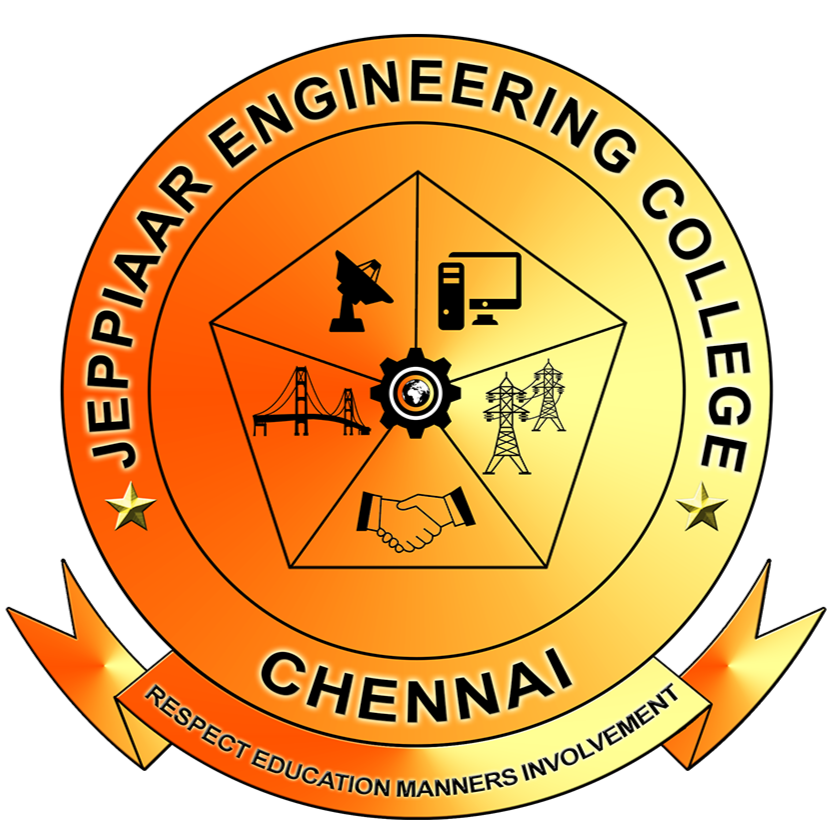 JEPPIAAR ENGINEERING COLLEGE
CHENNAI
RESPECT EDUCATION MANNERS INVOLVEMENT